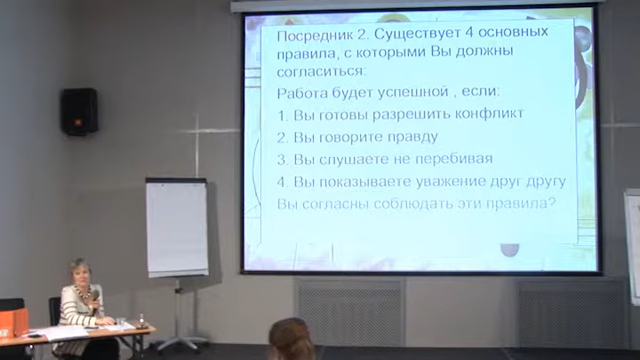 Посредник 2. Существует 4 основных
правила, с которыми Вы должны
согласиться:
Работа будет успешной , если:
1. Вы готовы разрешить конфликт
2. Вы говорите правду
3. Вы слушаете не перебивая
4. Вы показываете уважение друг другу
Вы согласны соблюдать эти правила?